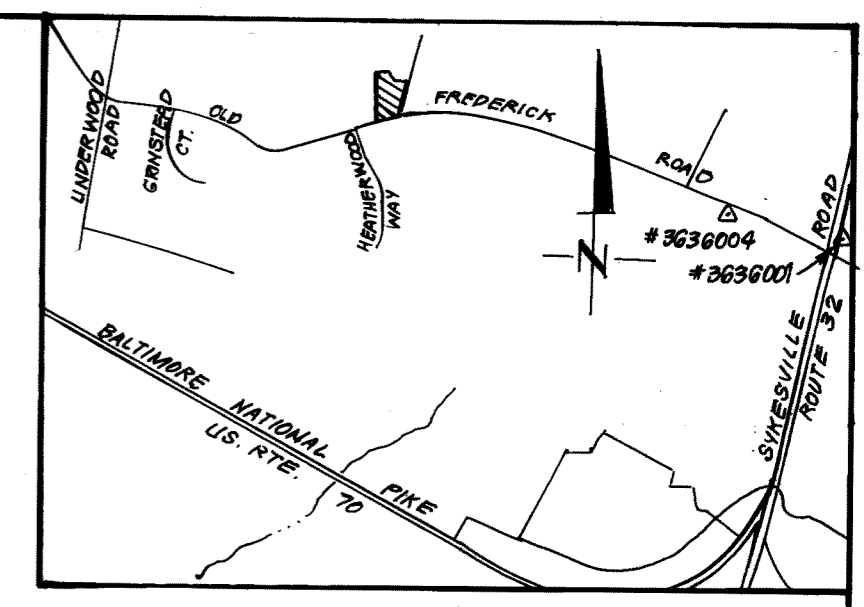 UNDERWOOD
ROAD
GRINSTEAD
CT.
OLD
FREDERICK
ROAD
HEATHERWOOD
WAY
#3636004
#3636001
N
SYKESVILLE
ROAD
ROUTE 32
BALTIMORE NATIONAL PIKE
US. RTE. 70